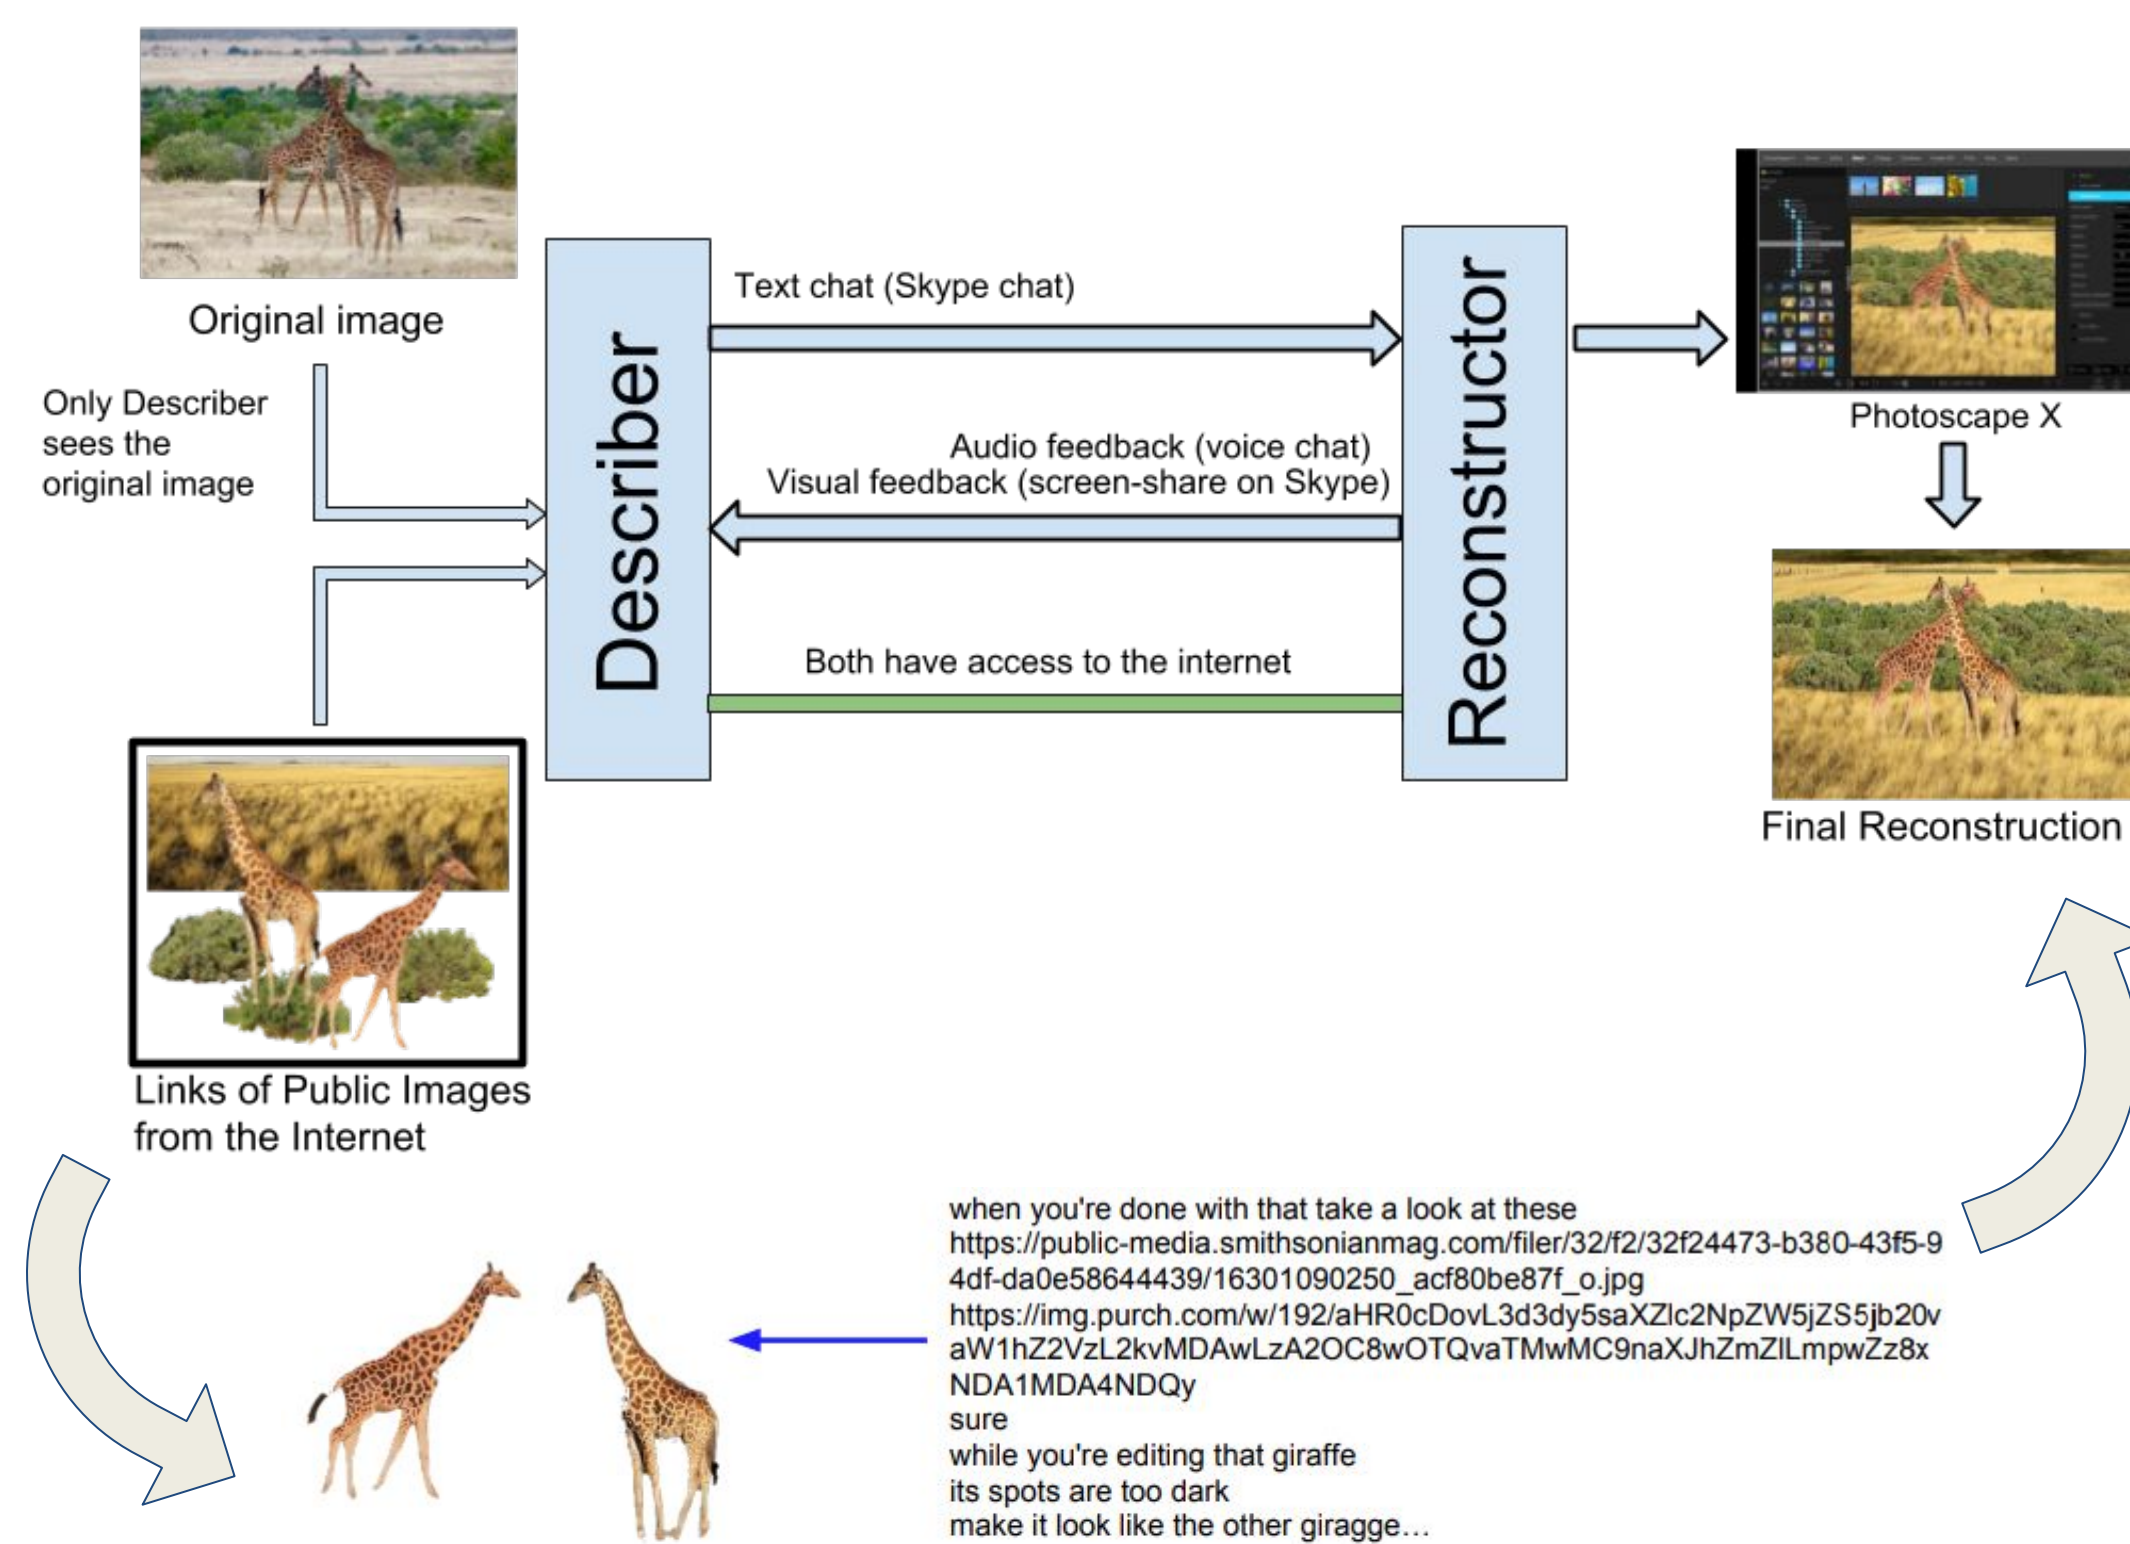 Original image
Only Describer
sees the
original image
Describer
Text chat (Skype chat)
Audio feedback (voice chat)
Visual feedback (screen-share on Skype)
Both have access to the internet
Reconstructor
Photoscape X
Final Reconstruction
Links of Public Images
from the Internet
when you're done with that take a look at these
https://public-media.smithsonianmag.com/filer/32/f2/32f24473-b380-43f5-9
4df-da0e58644439/16301090250_acf80be87f_o.jpg
https://img.purch.com/w/192/aHR0cDovL3d3dy5saXZlc2NpZW5jZS5jb20v
aW1hZ2VzL2kvMDAwLzA2OC8wOTQvaTMwMC9naXJhZmZlLmpwZz8x
NDA1MDA4NDQy
sure
while you're editing that giraffe
its spots are too dark
make it look like the other giragge…